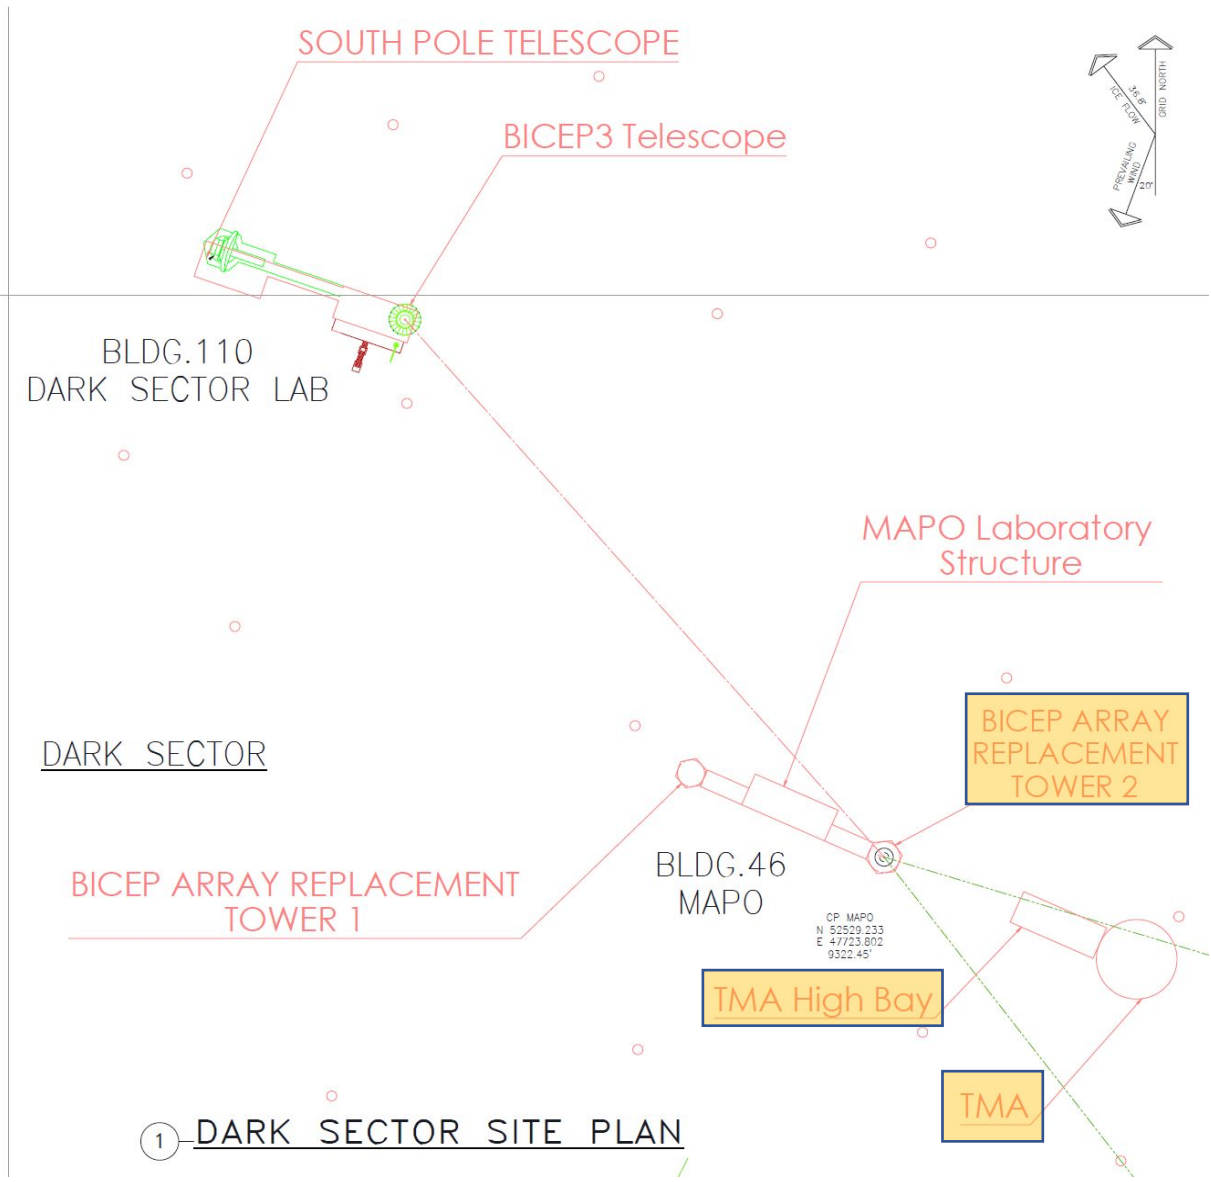 SOUTH POLE TELESCOPE
BICEP3 Telescope
36.8°
ICE FLOW
GRID NORTH
PREVAILING
WIND
20°
BLDG.110
DARK SECTOR LAB
MAPO Laboratory
Structure
BICEP ARRAY
REPLACEMENT
TOWER 2
DARK SECTOR
BLDG.46
MAPO
BICEP ARRAY REPLACEMENT
TOWER 1
CP MAPO
N 52529.233
E 47723.802
9322.45'
TMA High Bay
TMA
1 DARK SECTOR SITE PLAN